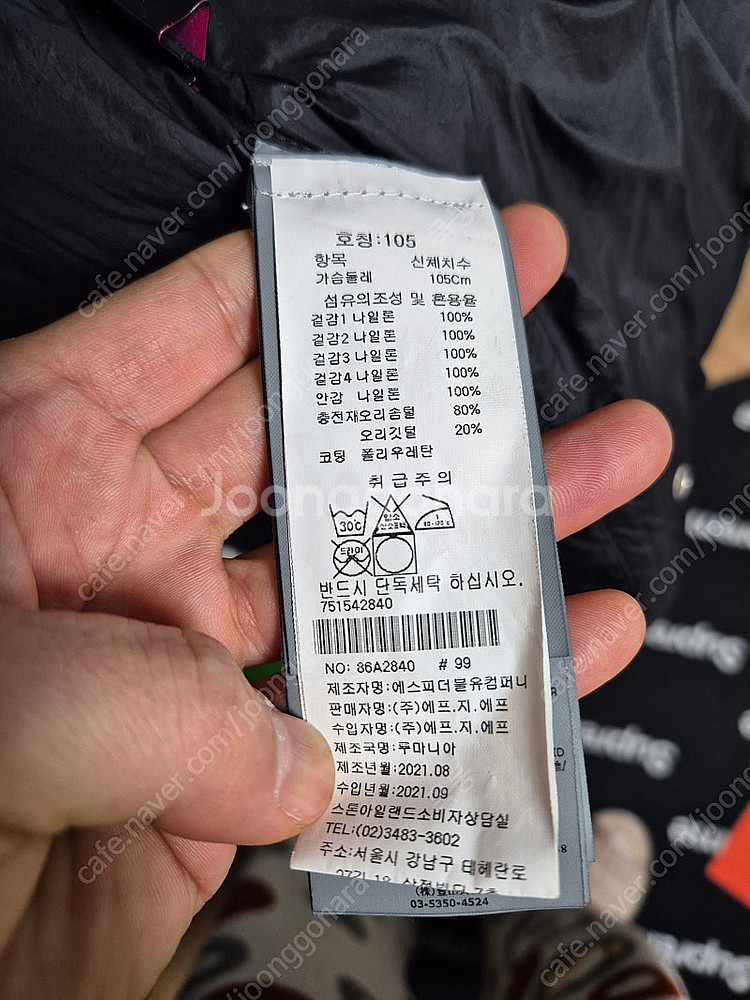 호칭:105
항목 신체치수
가슴둘레 105Cm
섬유의조성 및 혼용율
겉감1 나일론 100%
겉감2 나일론 100%
겉감3 나일론 100%
겉감4 나일론 100%
안감 나일론 100%
충전재오리솜털 80%
오리깃털 20%
코팅 폴리우레탄
취급주의
30℃
드라이
반드시 단독세탁 하십시오.
751542840
NO: 86A2840 # 99
제조자명:에스피더블유컴퍼니
판매자명:(주)에프.지.에프
수입자명:(주)에프.지.에프
제조국명:루마니아
제조년월:2021.08
수입년월:2021.09
스톤아일랜드소비자상담실
TEL:(02)3483-3602
주소:서울시 강남구 테헤란로
03-5350-4524
Supreme
Supreme
Supreme
Joonggonara
cafe.naver.com/joonggonara